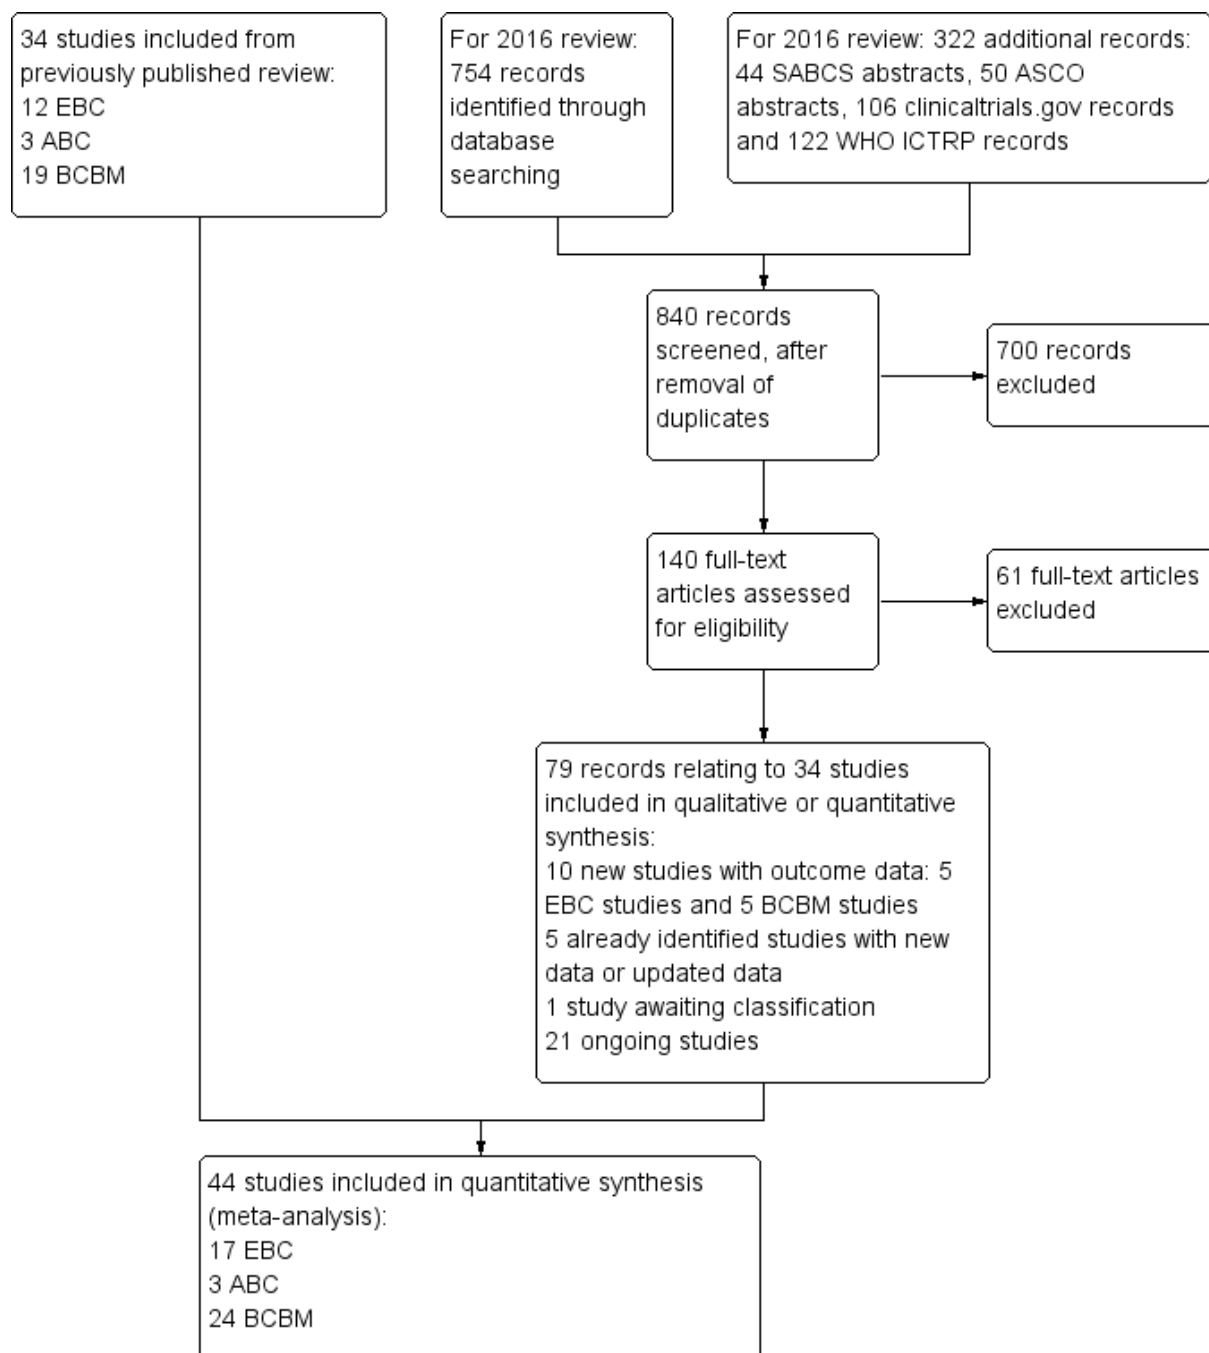 34 studies included from
previously published review:
12 EBC
3 ABC
19 BCBM
For 2016 review:
754 records
identified through
database
searching
For 2016 review: 322 additional records:
44 SABCS abstracts, 50 ASCO
abstracts, 106 clinicaltrials.gov records
and 122 WHO ICTRP records
840 records
screened, after
removal of
duplicates
700 records
excluded
140 full-text
articles assessed
for eligibility
61 full-text articles
excluded
79 records relating to 34 studies
included in qualitative or quantitative
synthesis:
10 new studies with outcome data: 5
EBC studies and 5 BCBM studies
5 already identified studies with new
data or updated data
1 study awaiting classification
21 ongoing studies
44 studies included in quantitative synthesis
(meta-analysis):
17 EBC
3 ABC
24 BCBM